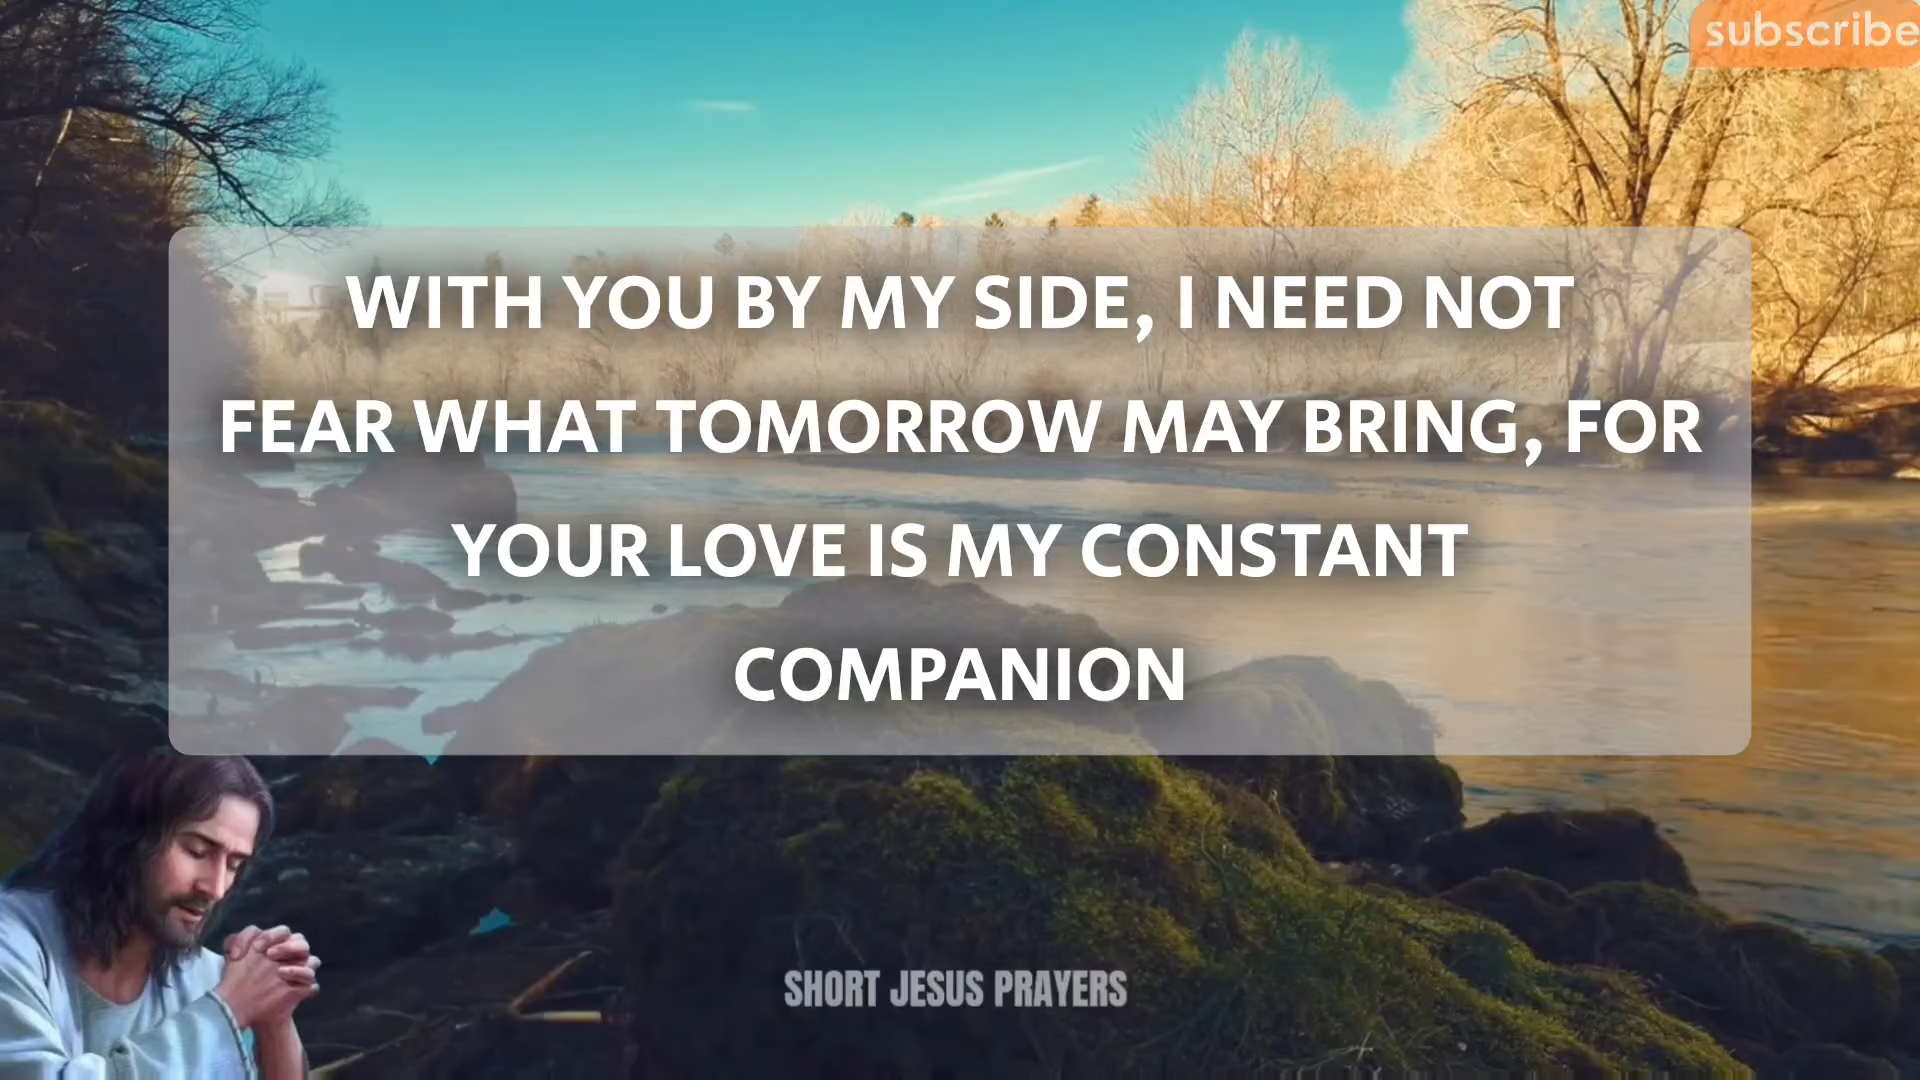 subscribe
WITH YOU BY MY SIDE, I NEED NOT
FEAR WHAT TOMORROW MAY BRING, FOR
YOUR LOVE IS MY CONSTANT
COMPANION
SHORT JESUS PRAYERS